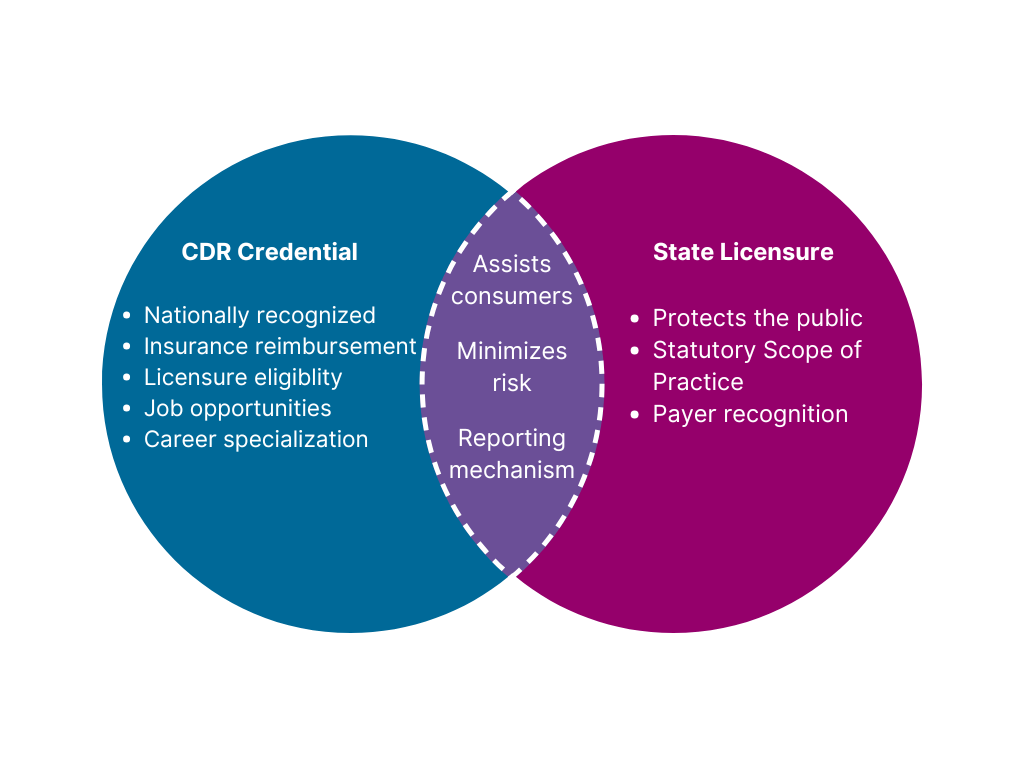 CDR Credential
• Nationally recognized
• Insurance reimbursement
• Licensure eligiblity
• Job opportunities
• Career specialization
Assists
consumers
Minimizes
risk
Reporting
mechanism
State Licensure
• Protects the public
• Statutory Scope of
Practice
• Payer recognition